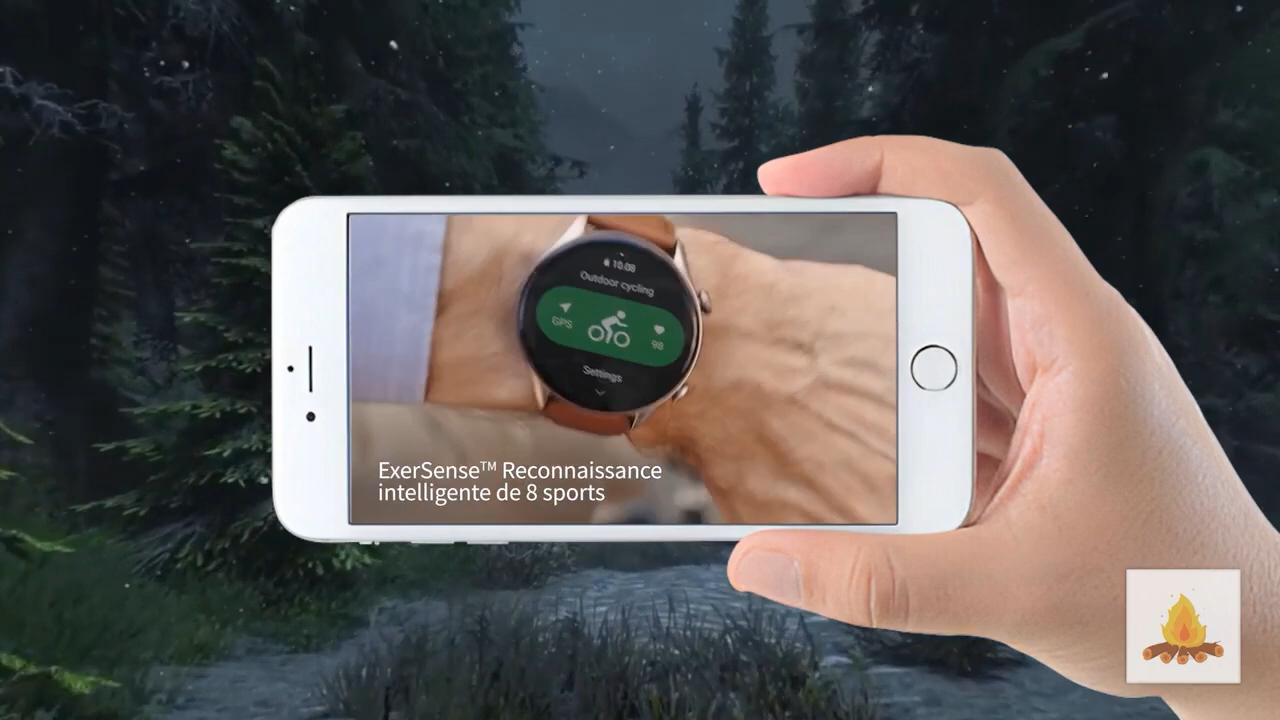 10:08
Outdoor cycling
GPS
98
Settings
ExerSense™ Reconnaissance
intelligente de 8 sports